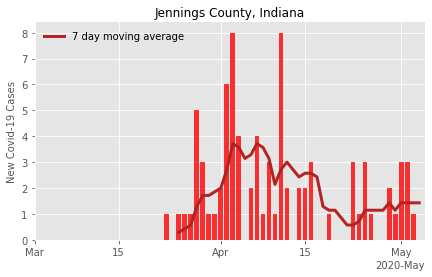 Jennings County, Indiana
7 day moving average
New Covid-19 Cases
8
7
6
5
4
3
2
1
0
Mar
15
Apr
15
May
2020-May